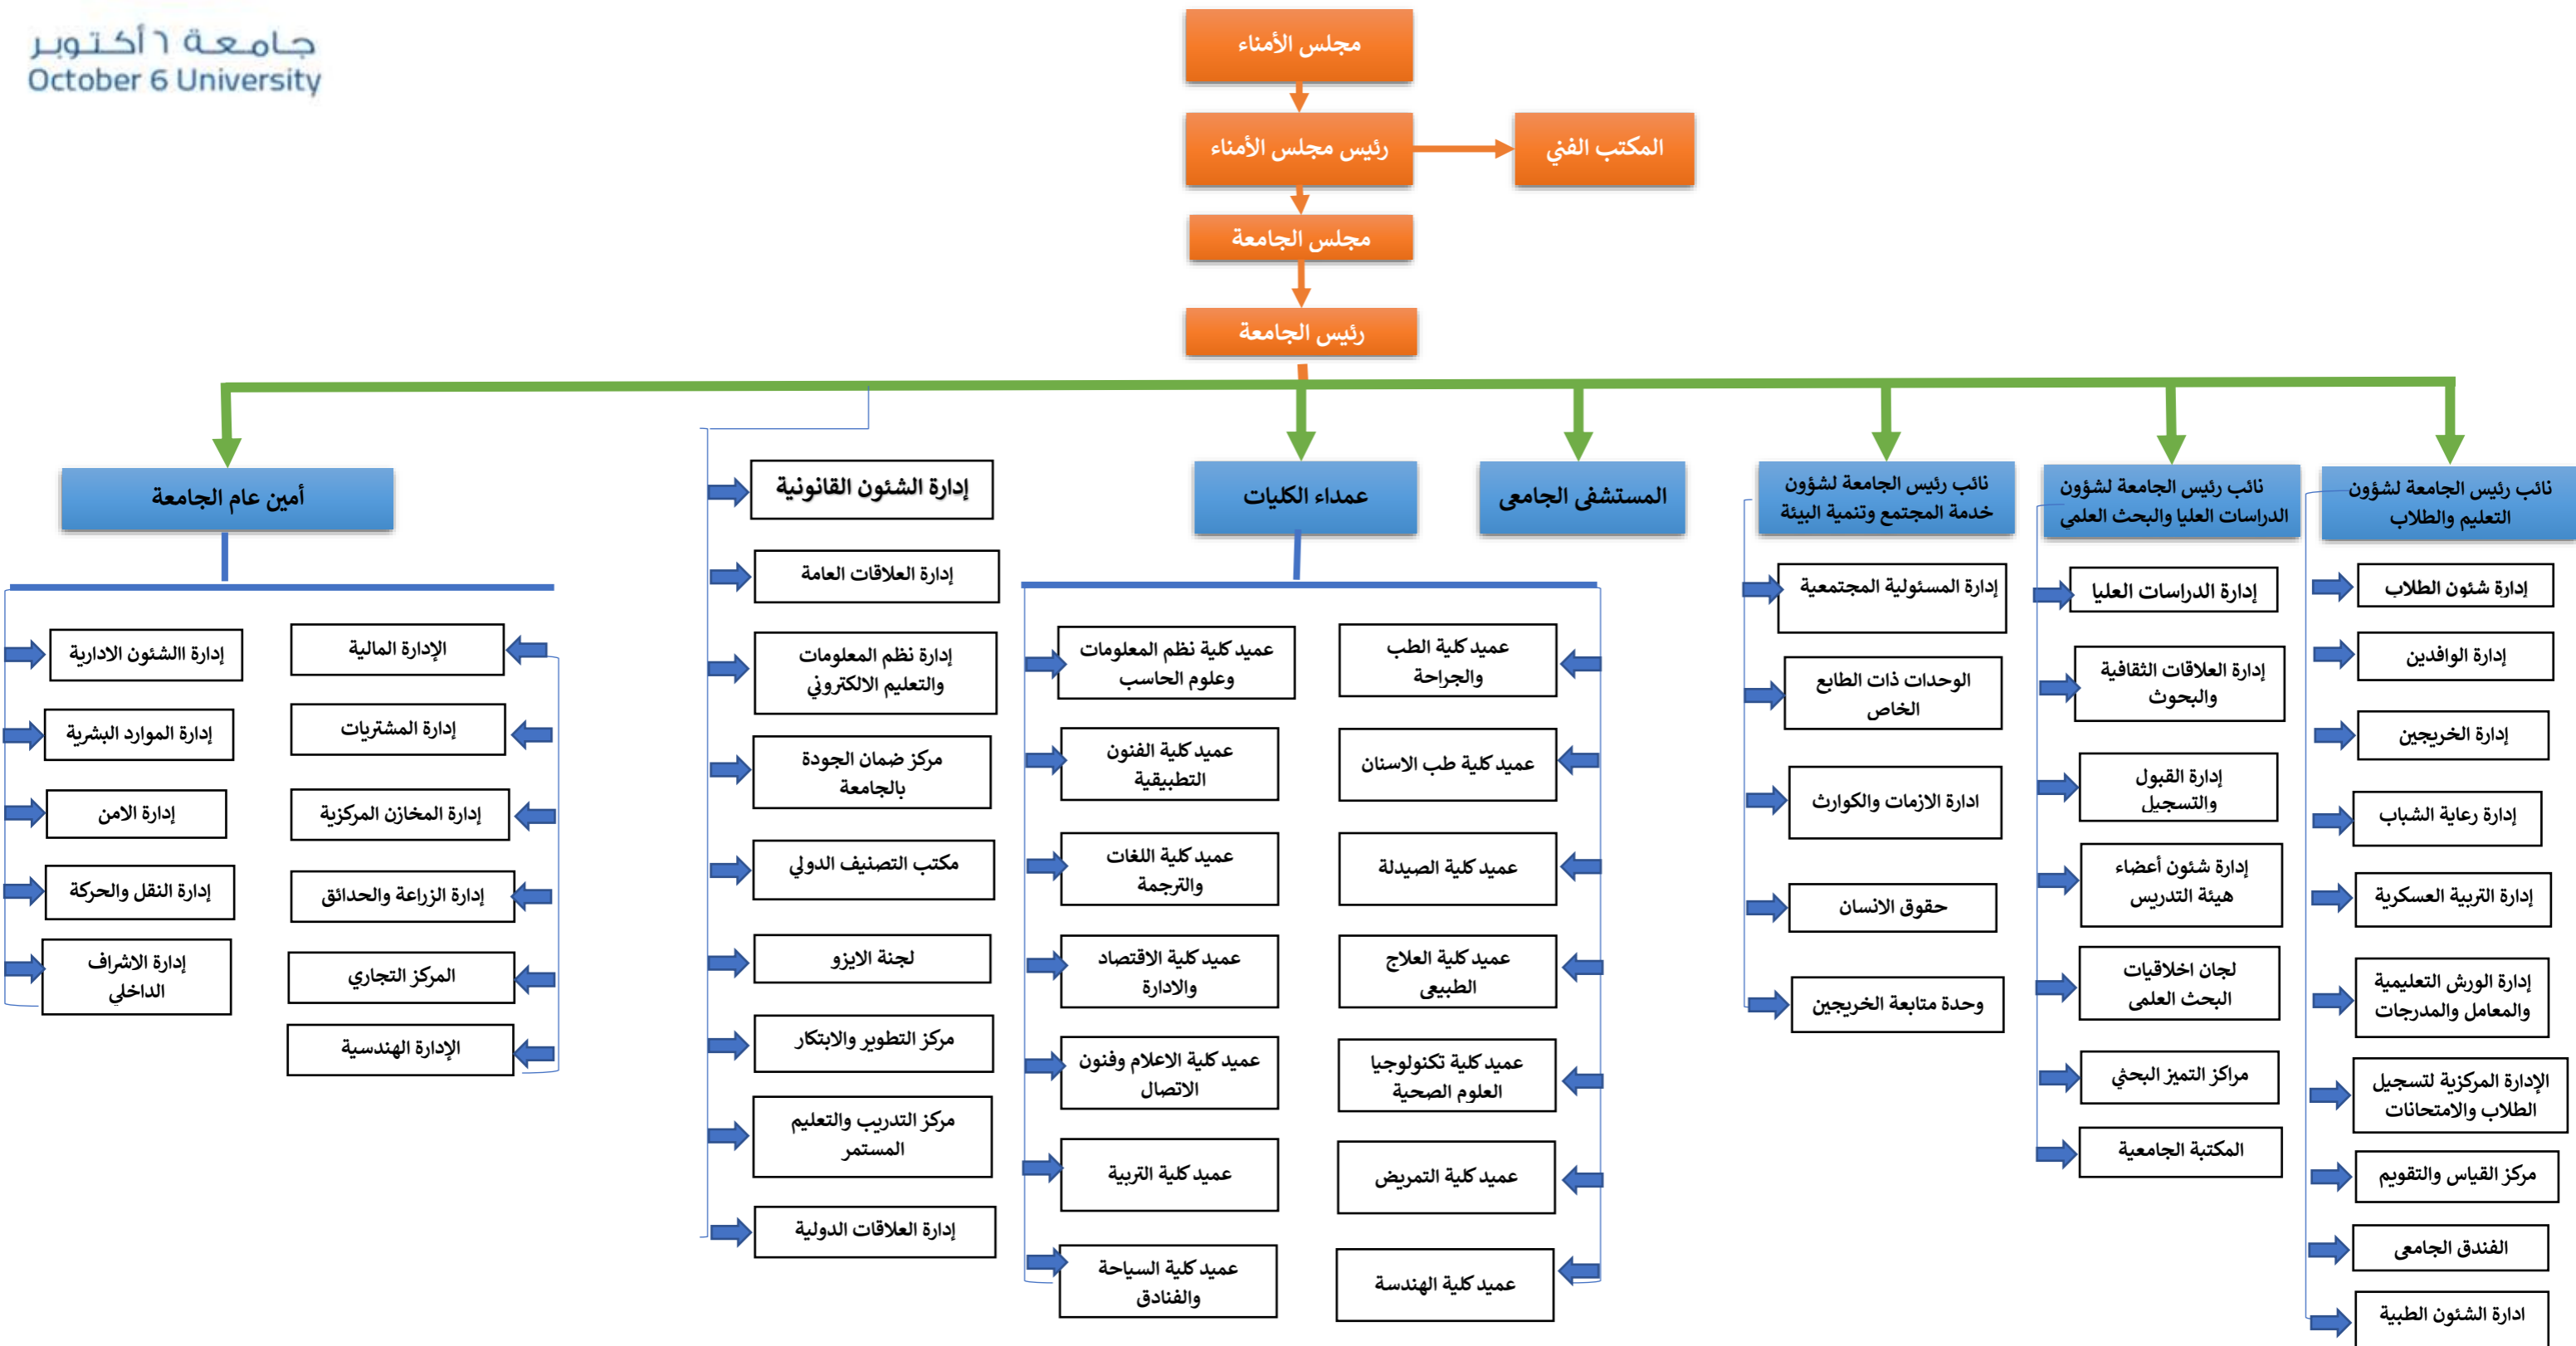 جامعة ٦ أكتوبر
October 6 University
مجلس الأمناء
رئيس مجلس الأمناء
المكتب الفني
مجلس الجامعة
رئيس الجامعة
نائب رئيس الجامعة لشؤون
التعليم والطلاب
إدارة شئون الطلاب
إدارة الوافدين
إدارة الخريجين
إدارة رعاية الشباب
إدارة التربية العسكرية
إدارة الورش التعليمية
والمعامل والمدرجات
الإدارة المركزية لتسجيل
الطلاب والامتحانات
مركز القياس والتقويم
الفندق الجامعى
ادارة الشئون الطبية
نائب رئيس الجامعة لشؤون
الدراسات العليا والبحث العلمى
إدارة الدراسات العليا
إدارة العلاقات الثقافية
والبحوث
إدارة القبول
والتسجيل
إدارة شئون أعضاء
هيئة التدريس
لجان اخلاقيات
البحث العلمى
مراكز التميز البحثي
المكتبة الجامعية
نائب رئيس الجامعة لشؤون
خدمة المجتمع وتنمية البيئة
إدارة المسئولية المجتمعية
الوحدات ذات الطابع
الخاص
ادارة الازمات والكوارث
حقوق الانسان
وحدة متابعة الخريجين
المستشفى الجامعى
عمداء الكليات
عميد كلية الطب
والجراحة
عميد كلية طب الاسنان
عميد كلية الصيدلة
عميد كلية العلاج
الطبيعى
عميد كلية تكنولوجيا
العلوم الصحية
عميد كلية التمريض
عميد كلية الهندسة
عميد كلية نظم المعلومات
وعلوم الحاسب
عميد كلية الفنون
التطبيقية
عميد كلية اللغات
والترجمة
عميد كلية الاقتصاد
والادارة
عميد كلية الاعلام وفنون
الاتصال
عميد كلية التربية
عميد كلية السياحة
والفنادق
إدارة الشئون القانونية
إدارة العلاقات العامة
إدارة نظم المعلومات
والتعليم الالكتروني
مركز ضمان الجودة
بالجامعة
مكتب التصنيف الدولي
لجنة الايزو
مركز التطوير والابتكار
مركز التدريب والتعليم
المستمر
إدارة العلاقات الدولية
أمين عام الجامعة
الإدارة المالية
إدارة المشتريات
إدارة المخازن المركزية
إدارة الزراعة والحدائق
المركز التجاري
الإدارة الهندسية
إدارة االشئون الادارية
إدارة الموارد البشرية
إدارة الامن
إدارة النقل والحركة
إدارة الاشراف
الداخلي